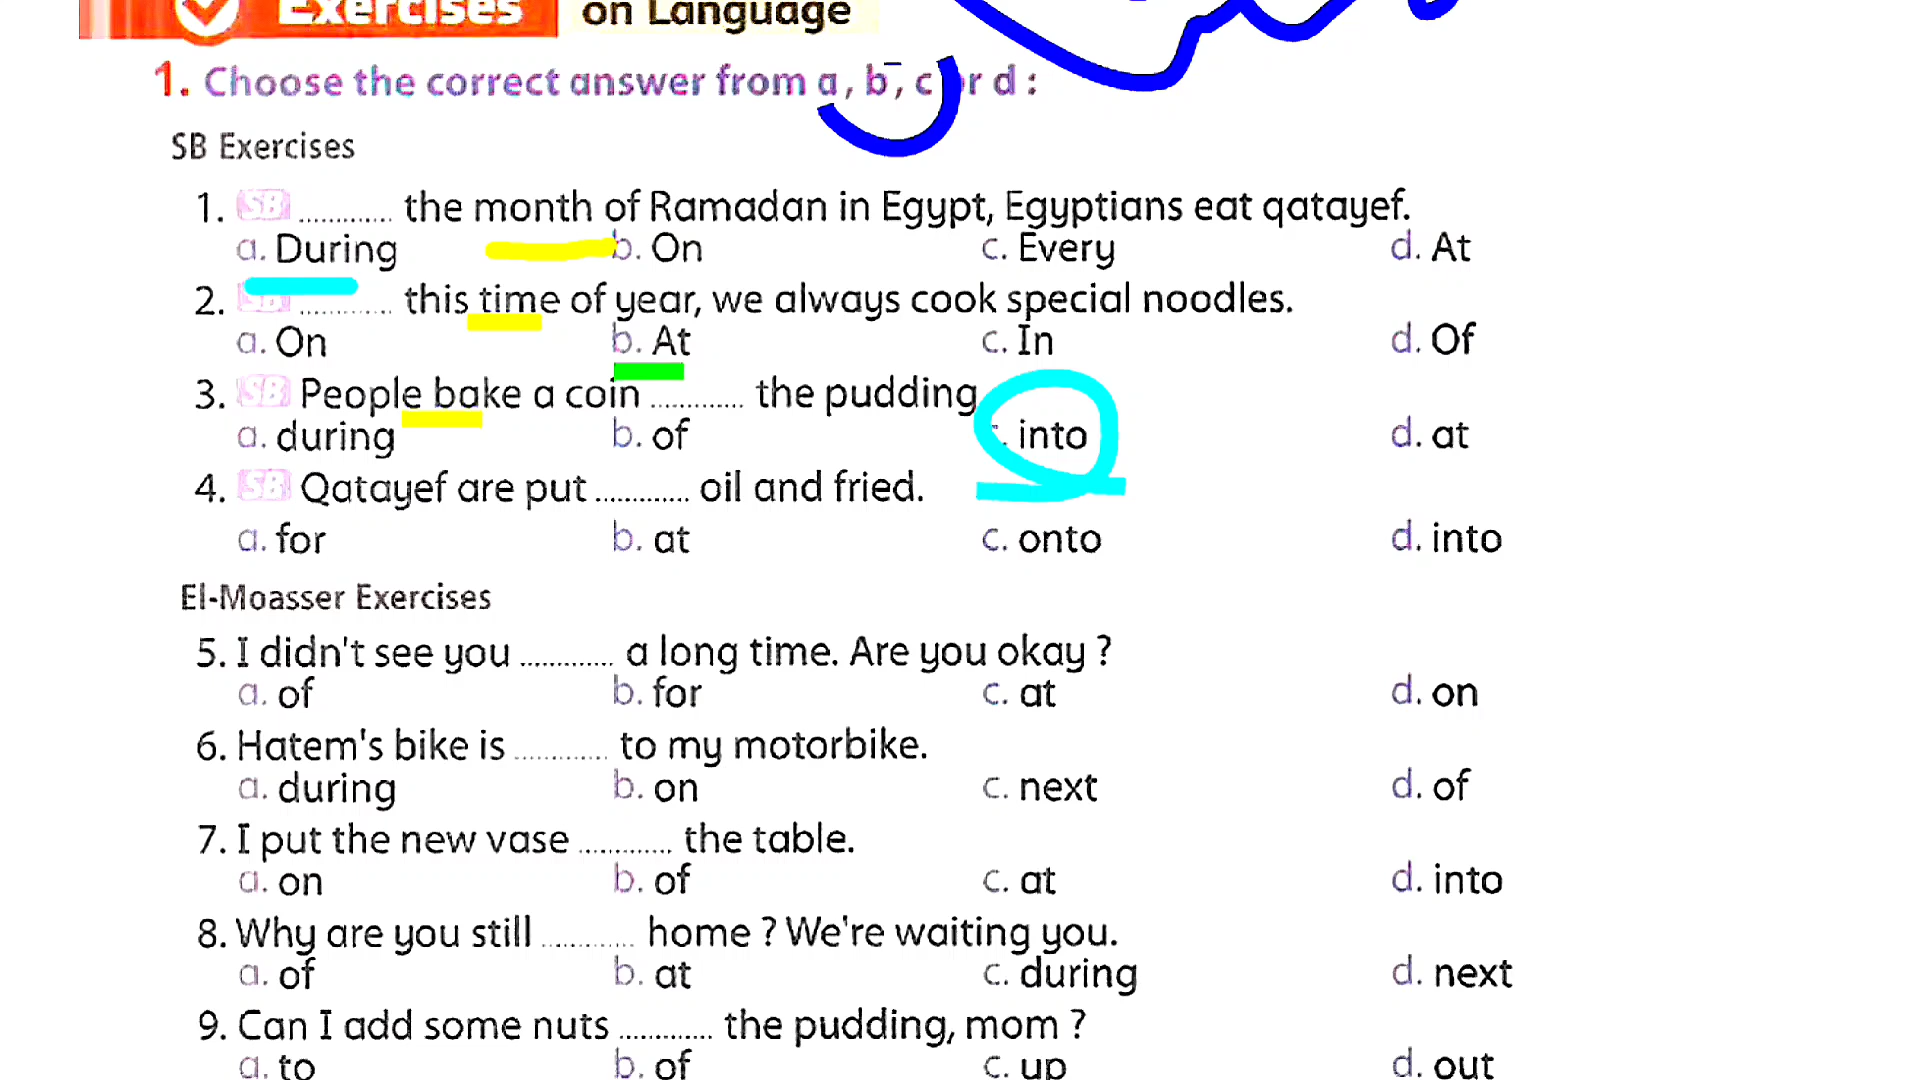 Exercises on Language
1. Choose the correct answer from a, b, c or d :
SB Exercises
1. SB ............ the month of Ramadan in Egypt, Egyptians eat qatayef.
a. During b. On c. Every d. At
2. SB ............ this time of year, we always cook special noodles.
a. On b. At c. In d. Of
3. SB People bake a coin ............ the pudding
a. during b. of c. into d. at
4. SB Qatayef are put ............ oil and fried.
a. for b. at c. onto d. into
El-Moasser Exercises
5. I didn't see you ............ a long time. Are you okay ?
a. of b. for c. at d. on
6. Hatem's bike is ............ to my motorbike.
a. during b. on c. next d. of
7. I put the new vase ............ the table.
a. on b. of c. at d. into
8. Why are you still ............ home ? We're waiting you.
a. of b. at c. during d. next
9. Can I add some nuts ............ the pudding, mom ?
a. to b. of c. up d. out